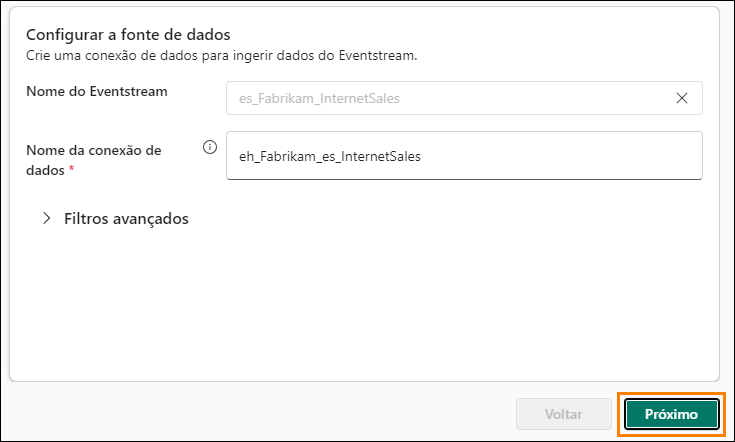 Configurar a fonte de dados
Crie uma conexão de dados para ingerir dados do Eventstream.
Nome do Eventstream
es_Fabrikam_InternetSales
Nome da conexão de
dados *
eh_Fabrikam_es_InternetSales
Filtros avançados
Voltar
Próximo